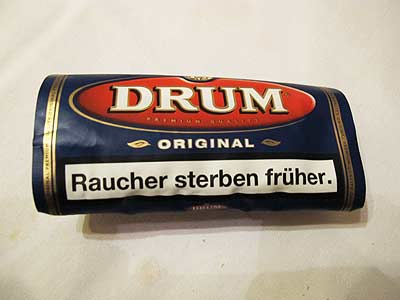 DRUM
PREMIUM QUALITY
ORIGINAL
Raucher sterben früher.